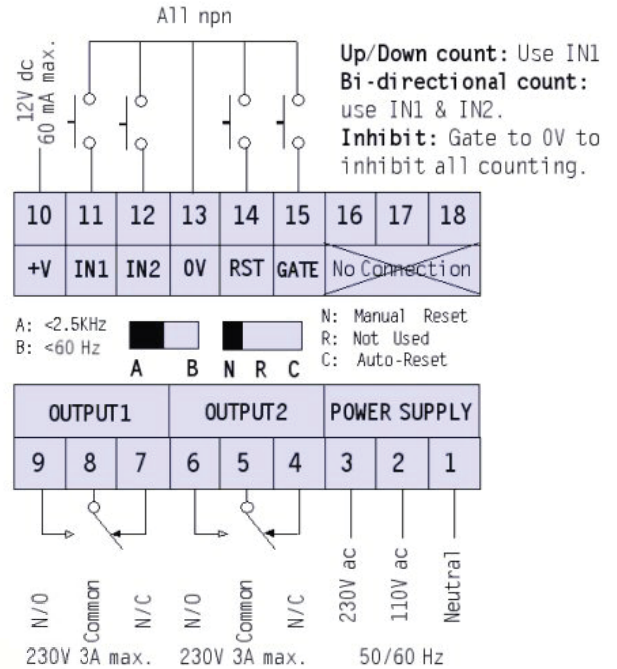 All npn
12V dc
60 mA max.
Up/Down count: Use IN1
Bi-directional count:
use IN1 & IN2.
Inhibit: Gate to 0V to
inhibit all counting.
10 11 12 13 14 15 16 17 18
+V IN1 IN2 0V RST GATE No Connection
A: <2.5KHz
B: <60 Hz
A B N R C
N: Manual Reset
R: Not Used
C: Auto-Reset
OUTPUT1 OUTPUT2 POWER SUPPLY
9 8 7 6 5 4 3 2 1
N/O Common N/C N/O Common N/C 230V ac 110V ac Neutral
230V 3A max. 230V 3A max. 50/60 Hz